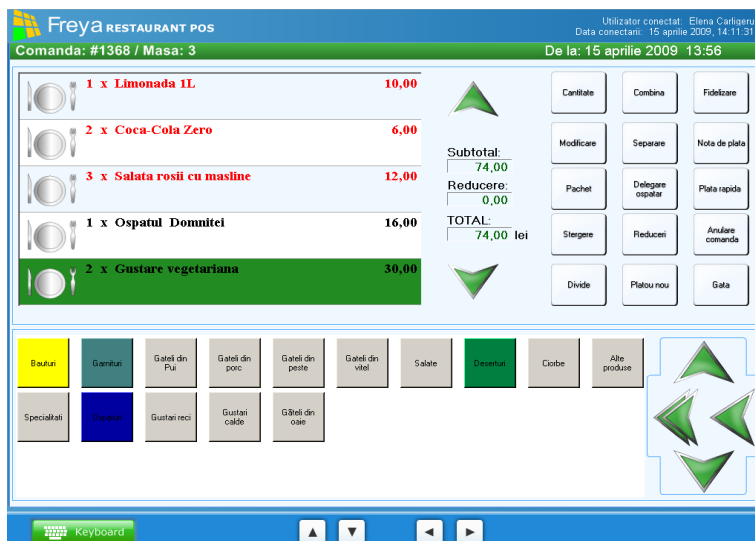 Freya RESTAURANT POS
Utilizator conectat: Elena Carligeru
Data conectarii: 15 aprilie 2009, 14:11:31
Comanda: #1368 / Masa: 3
De la: 15 aprilie 2009 13:56
1 x Limonada 1L 10,00
2 x Coca-Cola Zero 6,00
3 x Salata rosii cu masline 12,00
1 x Ospatul Domnitei 16,00
2 x Gustare vegetariana 30,00
Subtotal:
74,00
Reducere:
0,00
TOTAL:
74,00 lei
Cantitate
Combina
Fidelizare
Modificare
Separare
Nota de plata
Pachet
Delegare
ospatar
Plata rapida
Stergere
Reduceri
Anulare
comanda
Divide
Platou nou
Gata
Bauturi
Garnituri
Gateli din
Pui
Gateli din
porc
Gateli din
peste
Gateli din
vitel
Salate
Deserturi
Ciorbe
Alte
produse
Specialitati
Gustari reci
Gustari
calde
Găteli din
oaie
Keyboard